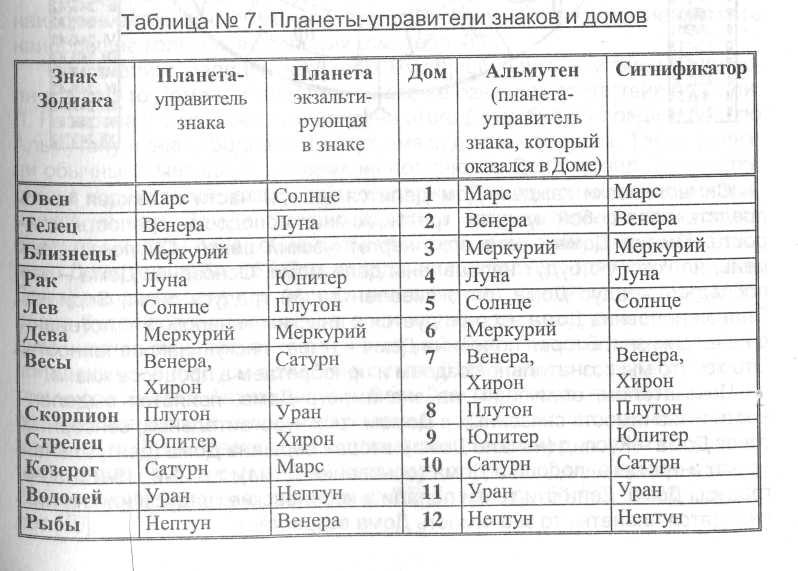 Таблица № 7. Планеты-управители знаков и домов
Знак Зодиака | Планета-управитель знака | Планета экзальти-рующая в знаке | Дом | Альмутен (планета-управитель знака, который оказался в Доме) | Сигнификатор
Овен | Марс | Солнце | 1 | Марс | Марс
Телец | Венера | Луна | 2 | Венера | Венера
Близнецы | Меркурий | | 3 | Меркурий | Меркурий
Рак | Луна | Юпитер | 4 | Луна | Луна
Лев | Солнце | Плутон | 5 | Солнце | Солнце
Дева | Меркурий | Меркурий | 6 | Меркурий |
Весы | Венера, Хирон | Сатурн | 7 | Венера, Хирон | Венера, Хирон
Скорпион | Плутон | Уран | 8 | Плутон | Плутон
Стрелец | Юпитер | Хирон | 9 | Юпитер | Юпитер
Козерог | Сатурн | Марс | 10 | Сатурн | Сатурн
Водолей | Уран | Нептун | 11 | Уран | Уран
Рыбы | Нептун | Венера | 12 | Нептун | Нептун